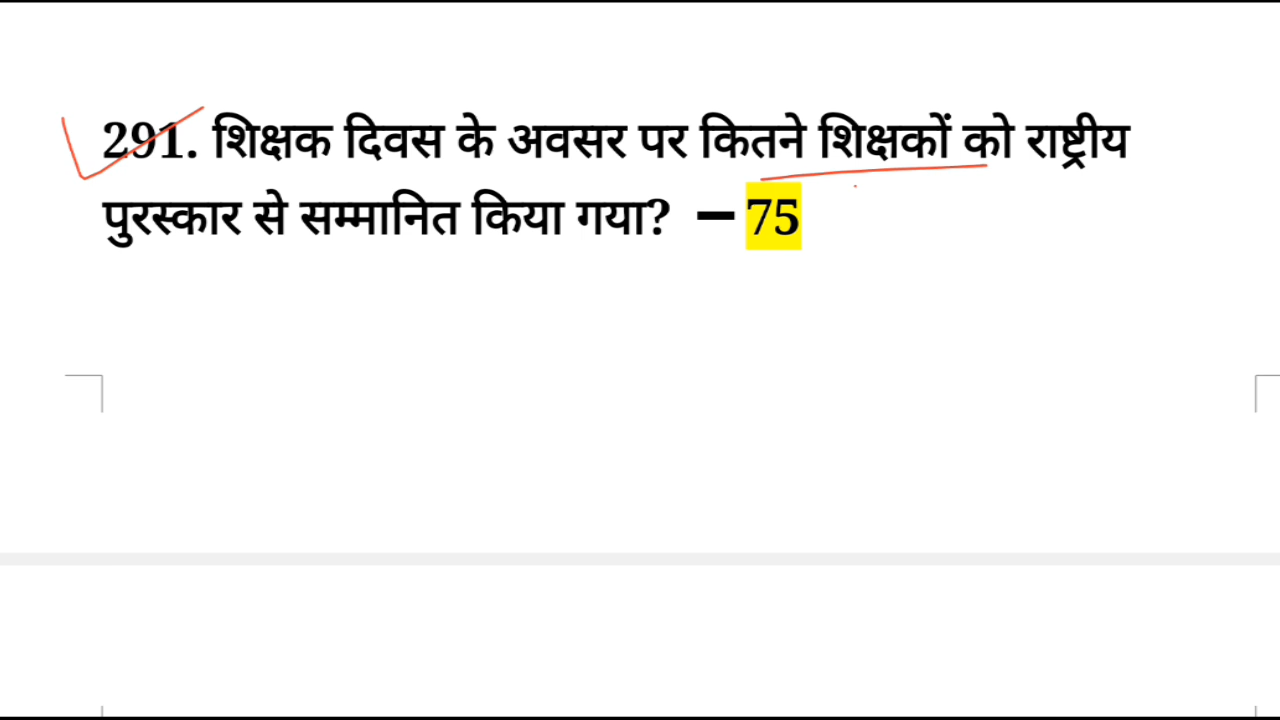 291. शिक्षक दिवस के अवसर पर कितने शिक्षकों को राष्ट्रीय
पुरस्कार से सम्मानित किया गया? – 75